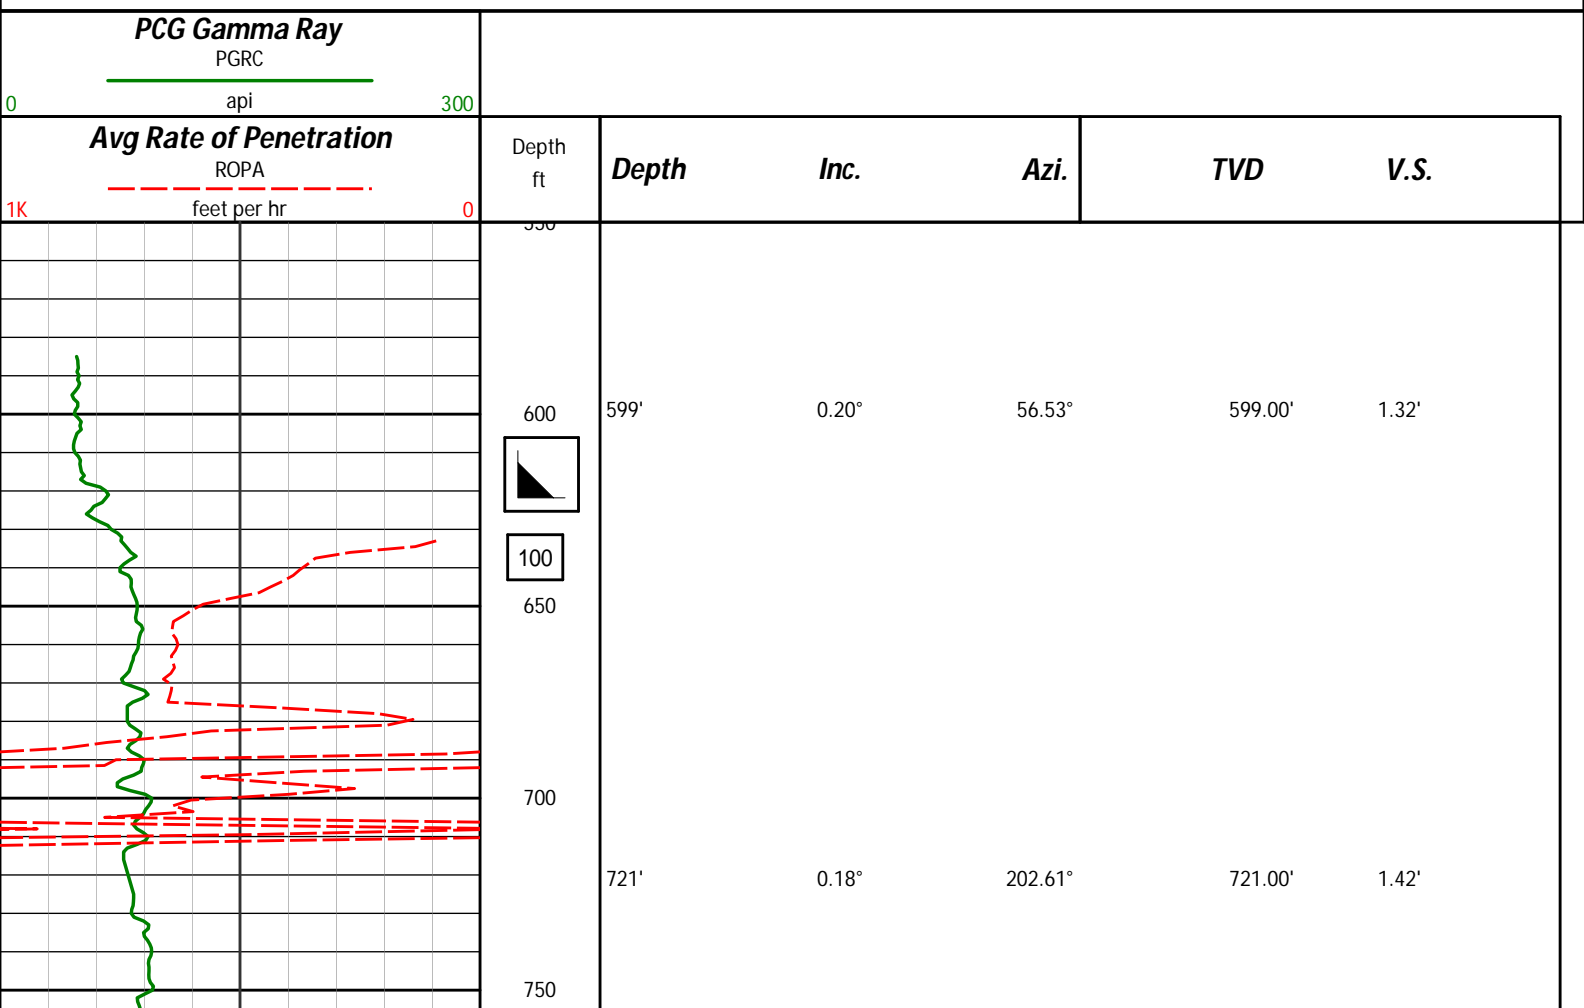 PCG Gamma Ray
PGRC
0 api 300
Avg Rate of Penetration
ROPA
1K feet per hr 0
Depth
ft
Depth Inc. Azi. TVD V.S.
550
600 599' 0.20° 56.53° 599.00' 1.32'
100
650
700
721' 0.18° 202.61° 721.00' 1.42'
750